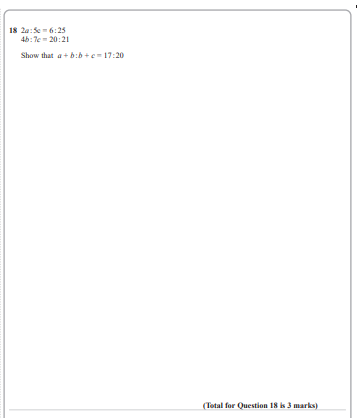 18 2a : 5c = 6 : 25
4b : 7c = 20 : 21
Show that a + b : b + c = 17 : 20
(Total for Question 18 is 3 marks)